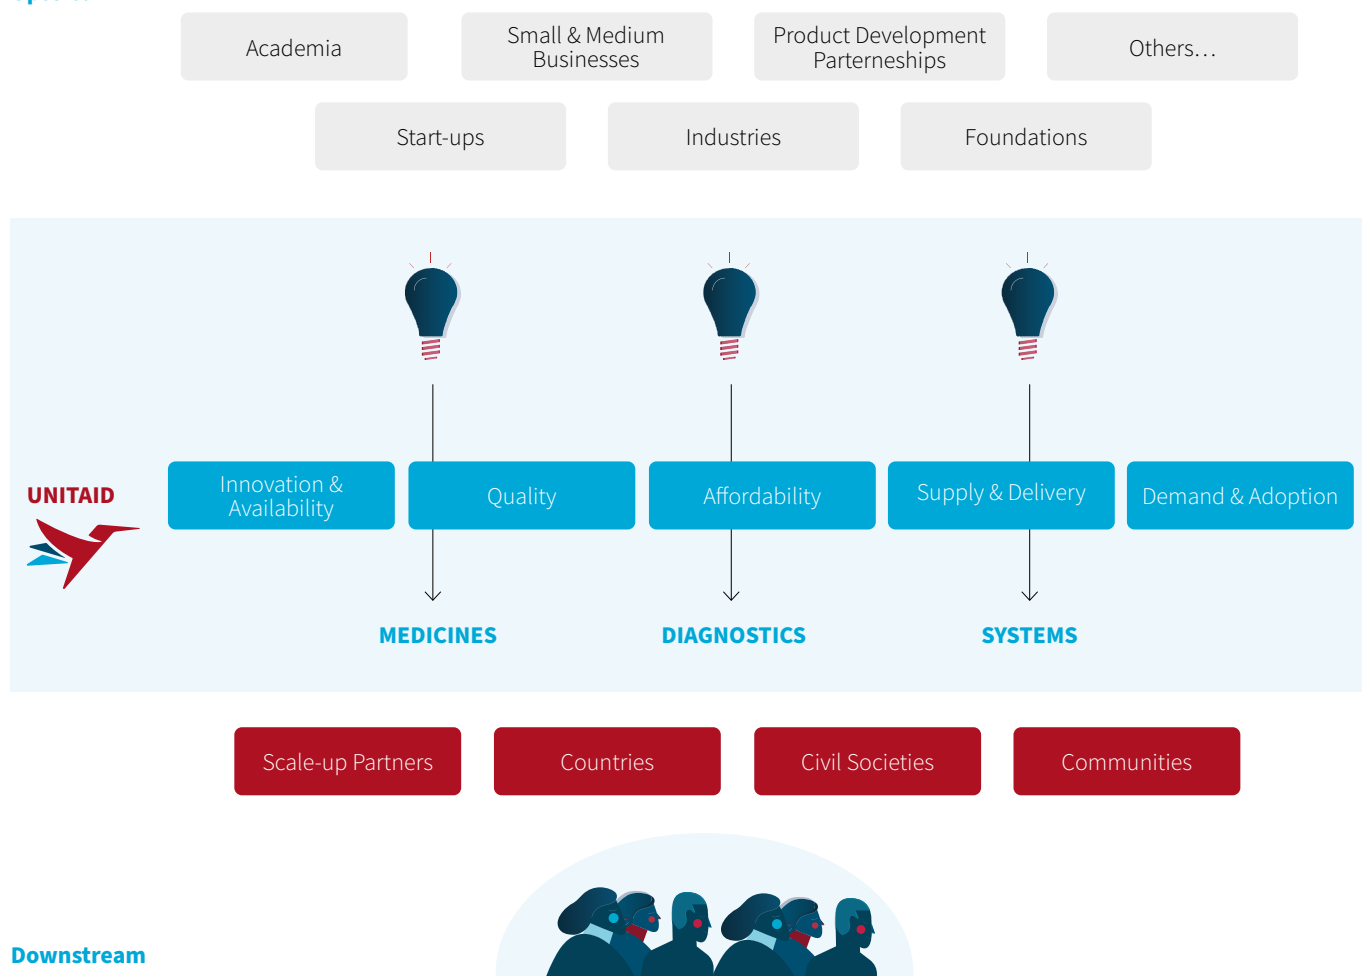 Academia
Small & Medium
Businesses
Product Development
Parterneships
Others…
Start-ups
Industries
Foundations
UNITAID
Innovation &
Availability
Quality
Affordability
Supply & Delivery
Demand & Adoption
MEDICINES
DIAGNOSTICS
SYSTEMS
Scale-up Partners
Countries
Civil Societies
Communities
Downstream